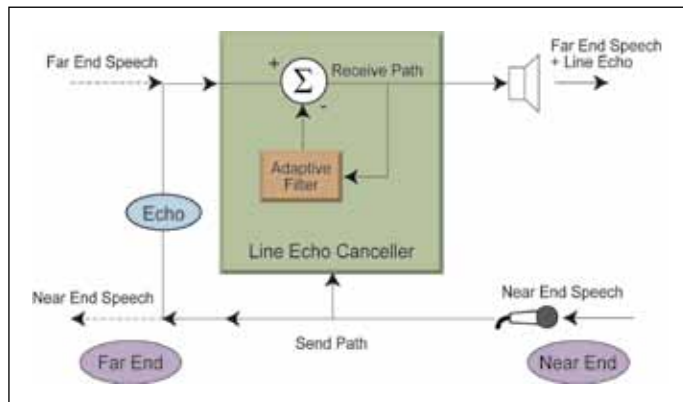 Far End Speech
+
Σ
-
Receive Path
Far End Speech
+ Line Echo
Adaptive
Filter
Echo
Line Echo Canceller
Near End Speech
Near End Speech
Send Path
Far End
Near End